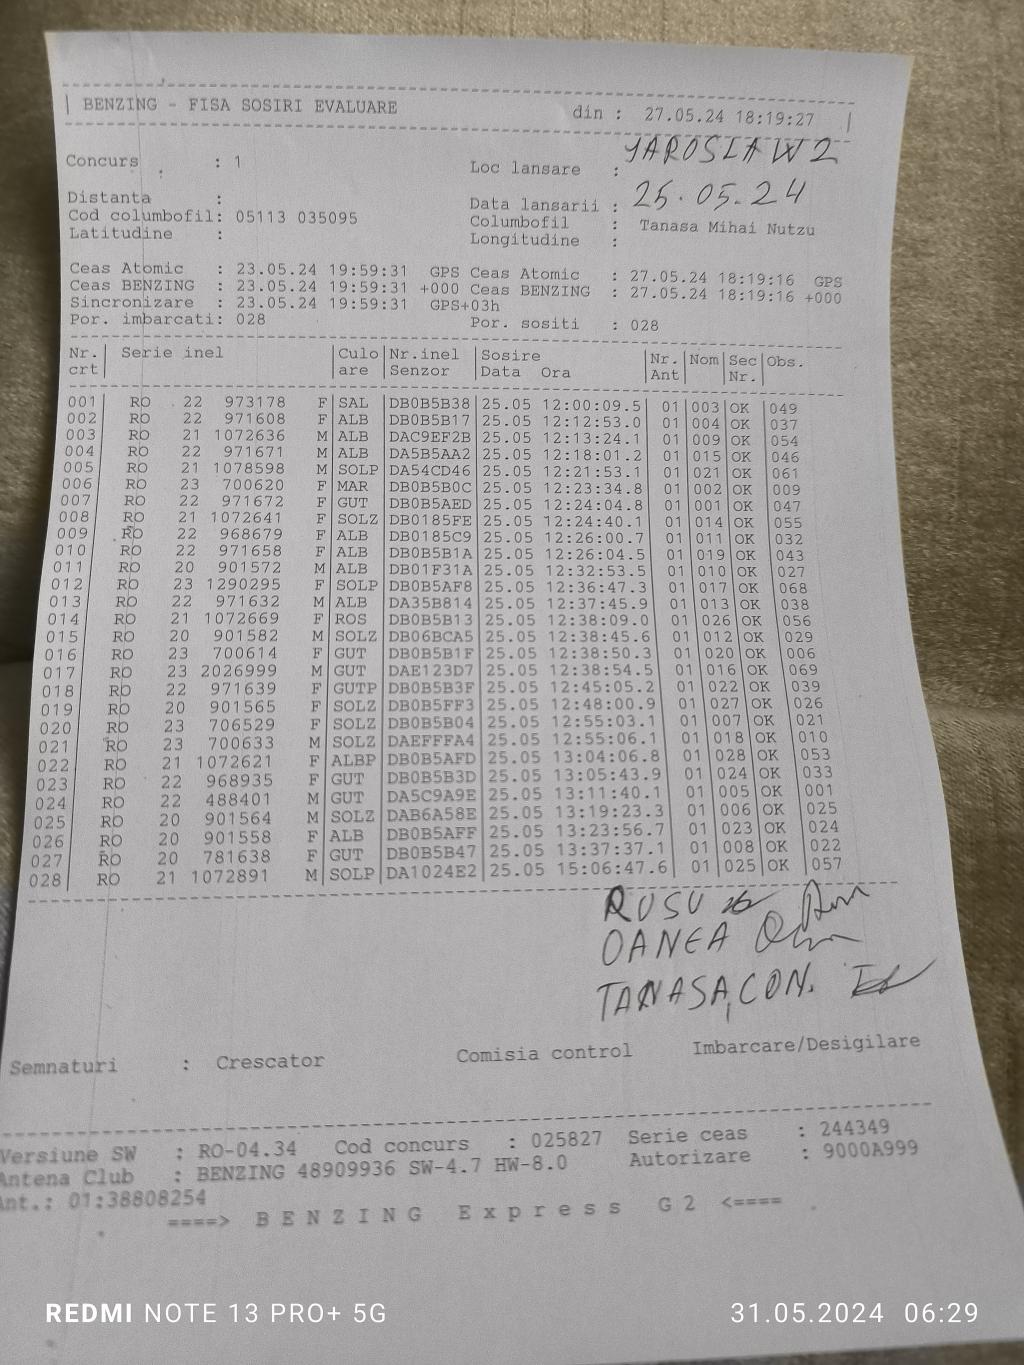 BENZING - FISA SOSIRI EVALUARE din : 27.05.24 18:19:27
Concurs : 1 Loc lansare : YAROSLAW 2
Distanta : Data lansarii : 25.05.24
Cod columbofil: 05113 035095 Columbofil : Tanasa Mihai Nutzu
Latitudine : Longitudine :
Ceas Atomic : 23.05.24 19:59:31 GPS Ceas Atomic : 27.05.24 18:19:16 GPS
Ceas BENZING : 23.05.24 19:59:31 +000 Ceas BENZING : 27.05.24 18:19:16 +000
Sincronizare : 23.05.24 19:59:31 GPS+03h
Por. imbarcati: 028 Por. sositi : 028
Nr. Serie inel Culo Nr.inel Sosire Nr. Nom Sec Obs.
crt are Senzor Data Ora Ant Nr.
001 RO 22 973178 F SAL DB0B5B38 25.05 12:00:09.5 01 003 OK 049
002 RO 22 971608 F ALB DB0B5B17 25.05 12:12:53.0 01 004 OK 037
003 RO 21 1072636 M ALB DAC9EF2B 25.05 12:13:24.1 01 009 OK 054
004 RO 22 971671 M ALB DA5B5AA2 25.05 12:18:01.2 01 015 OK 046
005 RO 21 1078598 M SOLP DA54CD46 25.05 12:21:53.1 01 021 OK 061
006 RO 23 700620 F MAR DB0B5B0C 25.05 12:23:34.8 01 002 OK 009
007 RO 22 971672 F GUT DB0B5AED 25.05 12:24:04.8 01 001 OK 047
008 RO 21 1072641 F SOLZ DB0185FE 25.05 12:24:40.1 01 014 OK 055
009 RO 22 968679 F ALB DB0185C9 25.05 12:26:00.7 01 011 OK 032
010 RO 22 971658 F ALB DB0B5B1A 25.05 12:26:04.5 01 019 OK 043
011 RO 20 901572 M ALB DB01F31A 25.05 12:32:53.5 01 010 OK 027
012 RO 23 1290295 F SOLP DB0B5AF8 25.05 12:36:47.3 01 017 OK 068
013 RO 22 971632 M ALB DA35B814 25.05 12:37:45.9 01 013 OK 038
014 RO 21 1072669 F ROS DB0B5B13 25.05 12:38:09.0 01 026 OK 056
015 RO 20 901582 M SOLZ DB06BCA5 25.05 12:38:45.6 01 012 OK 029
016 RO 23 700614 F GUT DB0B5B1F 25.05 12:38:50.3 01 020 OK 006
017 RO 23 2026999 M GUT DAE123D7 25.05 12:38:54.5 01 016 OK 069
018 RO 22 971639 F GUTP DB0B5B3F 25.05 12:45:05.2 01 022 OK 039
019 RO 20 901565 F SOLZ DB0B5FF3 25.05 12:48:00.9 01 027 OK 026
020 RO 23 706529 F SOLZ DB0B5B04 25.05 12:55:03.1 01 007 OK 021
021 RO 23 700633 M SOLZ DAEFFFA4 25.05 12:55:06.1 01 018 OK 010
022 RO 21 1072621 F ALBP DB0B5AFD 25.05 13:04:06.8 01 028 OK 053
023 RO 22 968935 F GUT DB0B5B3D 25.05 13:05:43.9 01 024 OK 033
024 RO 22 488401 M GUT DA5C9A9E 25.05 13:11:40.1 01 005 OK 001
025 RO 20 901564 M SOLZ DAB6A58E 25.05 13:19:23.3 01 006 OK 025
026 RO 20 901558 F ALB DB0B5AFF 25.05 13:23:56.7 01 023 OK 024
027 RO 20 781638 F GUT DB0B5B47 25.05 13:37:37.1 01 008 OK 022
028 RO 21 1072891 M SOLP DA1024E2 25.05 15:06:47.6 01 025 OK 057
RUSU
OANEA
TANASA, CON.
Semnaturi : Crescator Comisia control Imbarcare/Desigilare
Versiune SW : RO-04.34 Cod concurs : 025827 Serie ceas : 244349
Antena Club : BENZING 48909936 SW-4.7 HW-8.0 Autorizare : 9000A999
Ant.: 01:38808254
====> BENZING Express G2 <====
REDMI NOTE 13 PRO+ 5G 31.05.2024 06:29